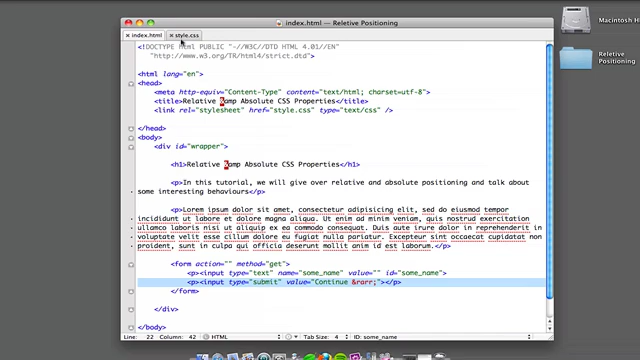 index.html — Reletive Positioning
index.html
style.css
Macintosh H
Reletive
Positioning
<!DOCTYPE html PUBLIC "-//W3C//DTD HTML 4.01//EN"
"http://www.w3.org/TR/html4/strict.dtd">
<html lang="en">
<head>
<meta http-equiv="Content-Type" content="text/html; charset=utf-8">
<title>Relative &amp Absolute CSS Properties</title>
<link rel="stylesheet" href="style.css" type="text/css" />
</head>
<body>
<div id="wrapper">
<h1>Relative &amp Absolute CSS Properties</h1>
<p>In this tutorial, we will give over relative and absolute positioning and talk about
some interesting behaviours</p>
<p>Lorem ipsum dolor sit amet, consectetur adipisicing elit, sed do eiusmod tempor
incididunt ut labore et dolore magna aliqua. Ut enim ad minim veniam, quis nostrud exercitation
ullamco laboris nisi ut aliquip ex ea commodo consequat. Duis aute irure dolor in reprehenderit in
voluptate velit esse cillum dolore eu fugiat nulla pariatur. Excepteur sint occaecat cupidatat non
proident, sunt in culpa qui officia deserunt mollit anim id est laborum.</p>
<form action="" method="get">
<p><input type="text" name="some_name" value="" id="some_name">
<p><input type="submit" value="Continue &rarr;"></p>
</form>
</div>
</body>
Line: 22 Column: 42 HTML Tab Size: 4 ID: some_name